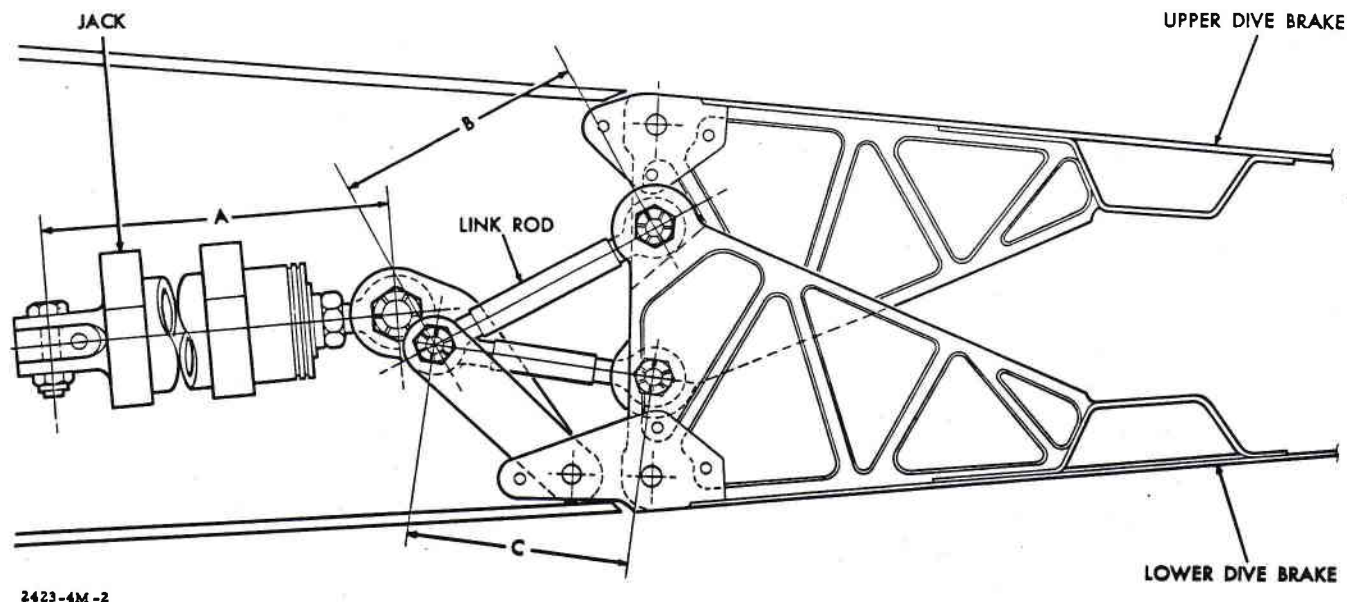 JACK
UPPER DIVE BRAKE
B
A
LINK ROD
C
LOWER DIVE BRAKE
2423-4M-2